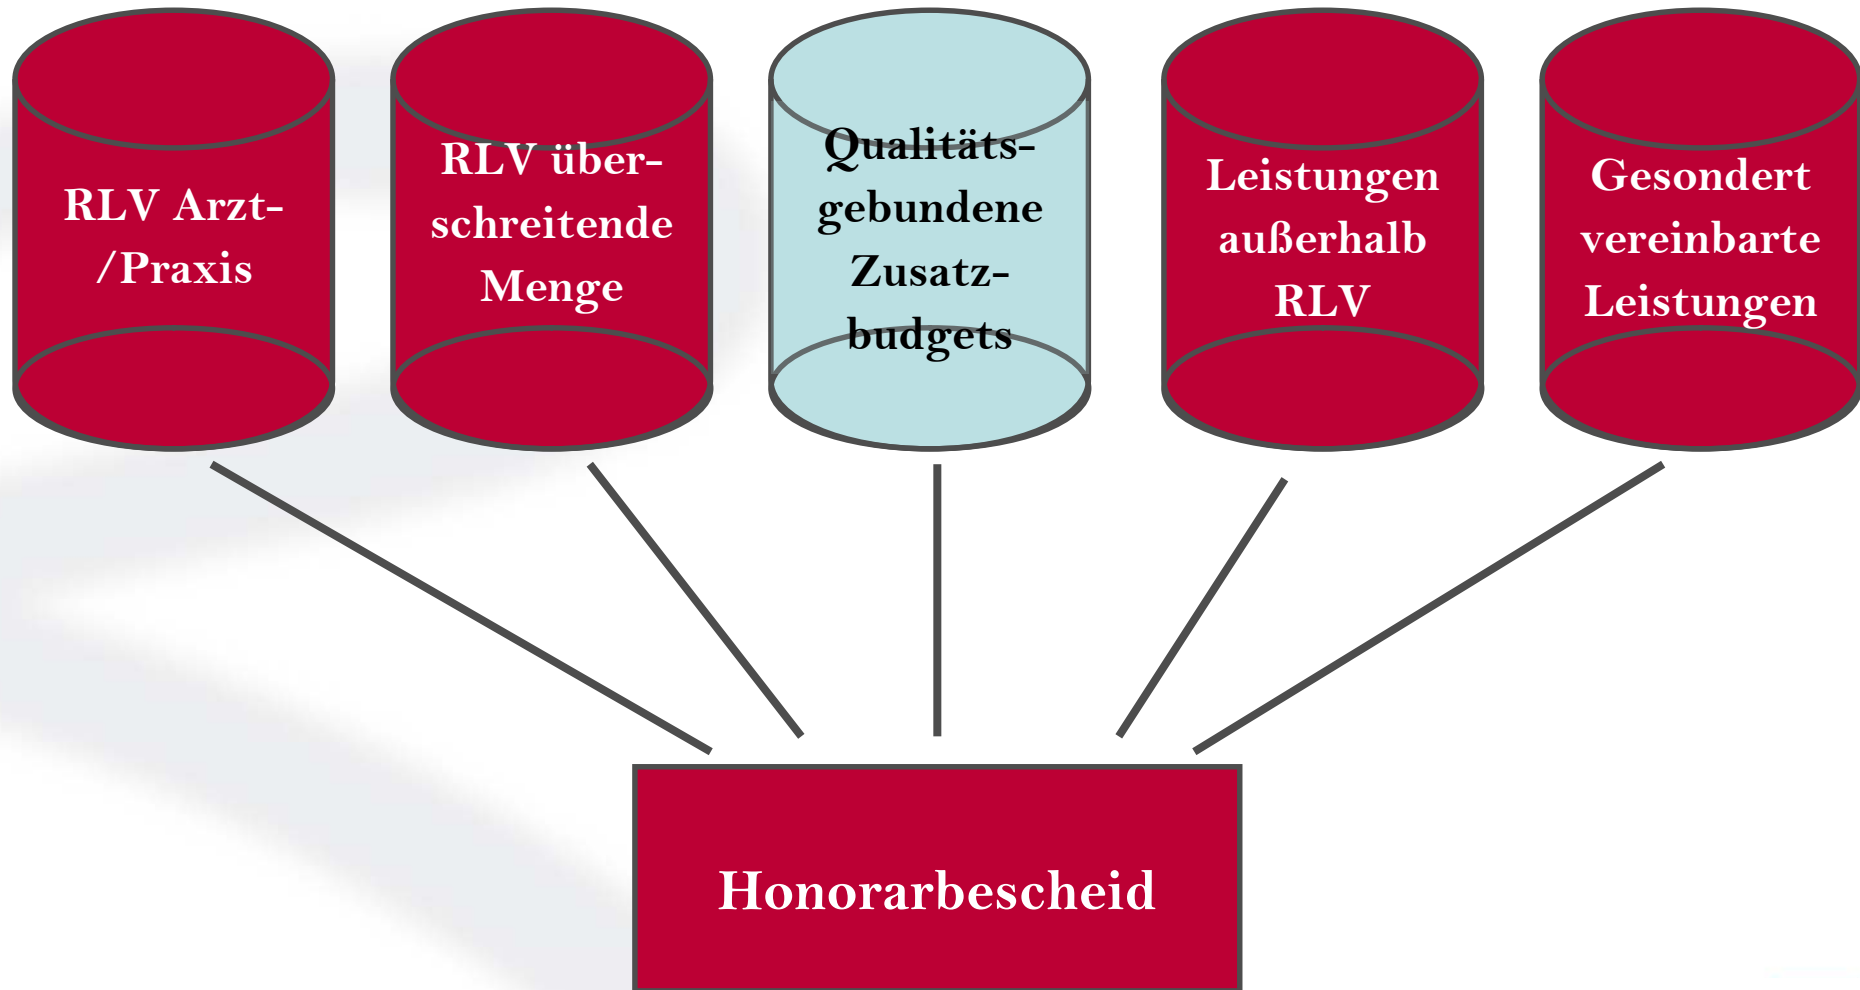 RLV Arzt-
/Praxis
RLV über-
schreitende
Menge
Qualitäts-
gebundene
Zusatz-
budgets
Leistungen
außerhalb
RLV
Gesondert
vereinbarte
Leistungen
Honorarbescheid